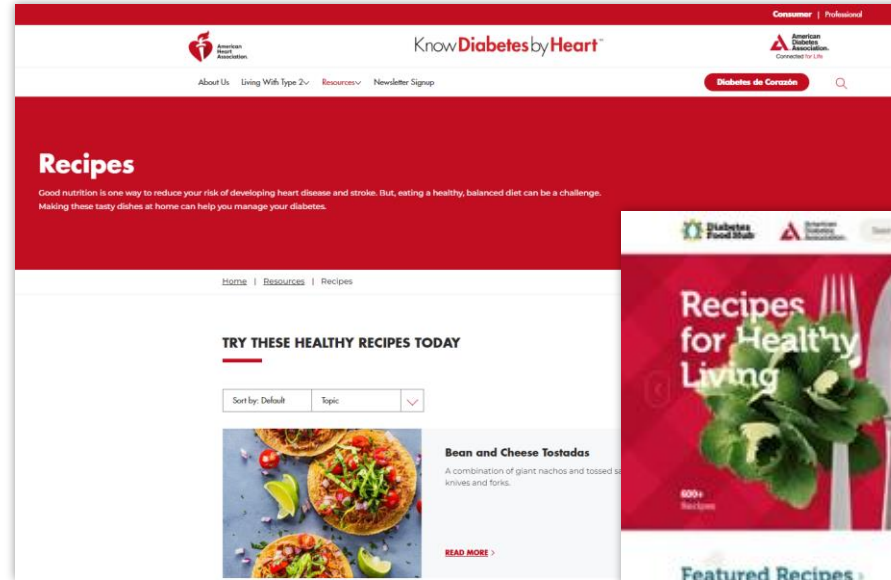 Consumer | Professional
American
Heart
Association.
Know Diabetes by Heart™
American
Diabetes
Association.
Connected for Life
About Us Living With Type 2 Resources Newsletter Signup
Diabetes de Corazón
Recipes
Good nutrition is one way to reduce your risk of developing heart disease and stroke. But, eating a healthy, balanced diet can be a challenge.
Making these tasty dishes at home can help you manage your diabetes.
Home | Resources | Recipes
TRY THESE HEALTHY RECIPES TODAY
Sort by: Default Topic
Bean and Cheese Tostadas
A combination of giant nachos and tossed
knives and forks.
READ MORE >
Diabetes
Food Hub
American
Diabetes
Association.
Recipes
for Healthy
Living
600+
Recipes
Featured Recipes